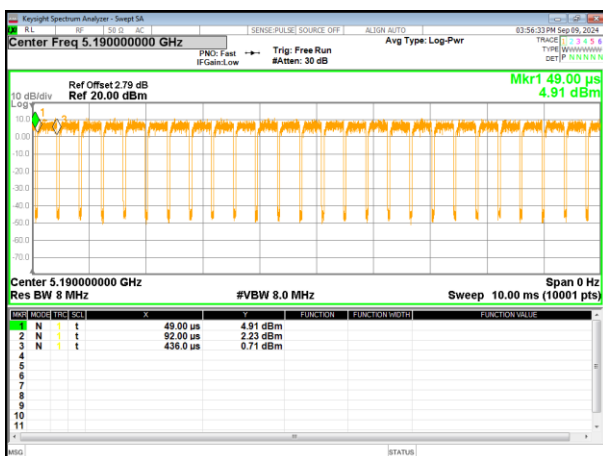 Keysight Spectrum Analyzer - Swept SA
LXI RL RF 50 Ω AC SENSE:PULSE SOURCE OFF ALIGN AUTO 03:56:33 PM Sep 09, 2024
Center Freq 5.190000000 GHz
PNO: Fast
IFGain:Low
Trig: Free Run
#Atten: 30 dB
Avg Type: Log-Pwr
TRACE 1 2 3 4 5 6
TYPE WWWWWW
DET P N N N N N
Ref Offset 2.79 dB
Ref 20.00 dBm
10 dB/div
Log
Mkr1 49.00 µs
4.91 dBm
10.0
0.00
-10.0
-20.0
-30.0
-40.0
-50.0
-60.0
-70.0
1
3
Center 5.190000000 GHz Span 0 Hz
Res BW 8 MHz #VBW 8.0 MHz Sweep 10.00 ms (10001 pts)
MKR MODE TRC SCL X Y FUNCTION FUNCTION WIDTH FUNCTION VALUE
1 N 1 t 49.00 µs 4.91 dBm
2 N 1 t 92.00 µs 2.23 dBm
3 N 1 t 436.0 µs 0.71 dBm
4
5
6
7
8
9
10
11
MSG STATUS